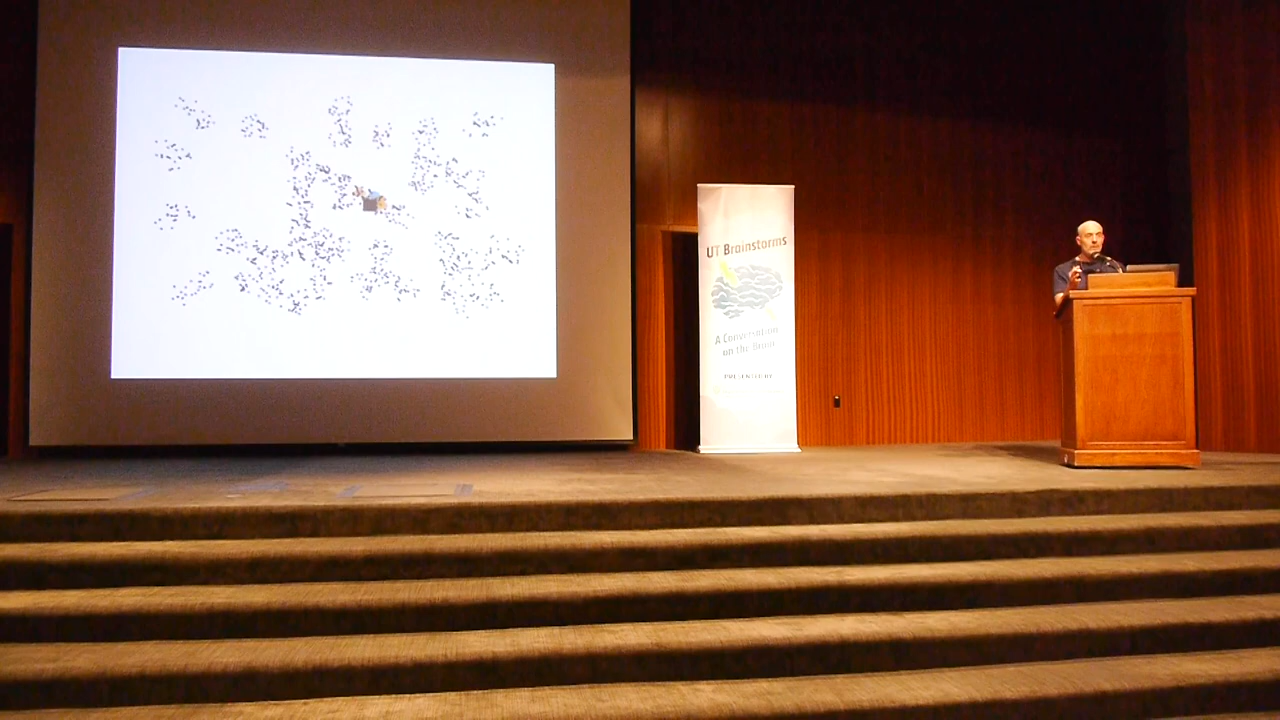 UT Brainstorms
A Conversation
on the Brain
PRESENTED BY